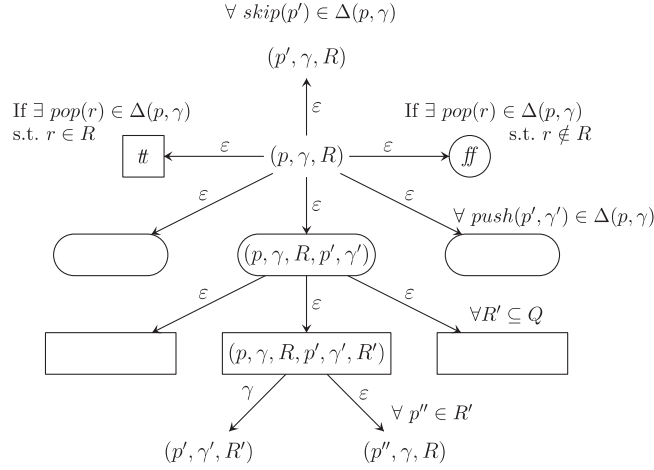 ∀ skip(p′) ∈ Δ(p, γ)
(p′, γ, R)
If ∃ pop(r) ∈ Δ(p, γ)
s.t. r ∈ R
ε
If ∃ pop(r) ∈ Δ(p, γ)
s.t. r ∉ R
tt
ε
(p, γ, R)
ε
ff
ε
ε
ε
∀ push(p′, γ′) ∈ Δ(p, γ)
(p, γ, R, p′, γ′)
ε
ε
ε
∀R′ ⊆ Q
(p, γ, R, p′, γ′, R′)
γ
ε
∀ p″ ∈ R′
(p′, γ′, R′)
(p″, γ, R)